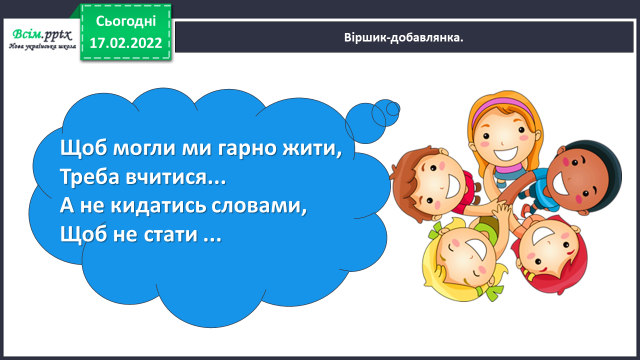 Всім.pptx
Нова українська школа
Сьогодні
17.02.2022
Віршик-добавлянка.
Щоб могли ми гарно жити,
Треба вчитися...
А не кидатись словами,
Щоб не стати ...